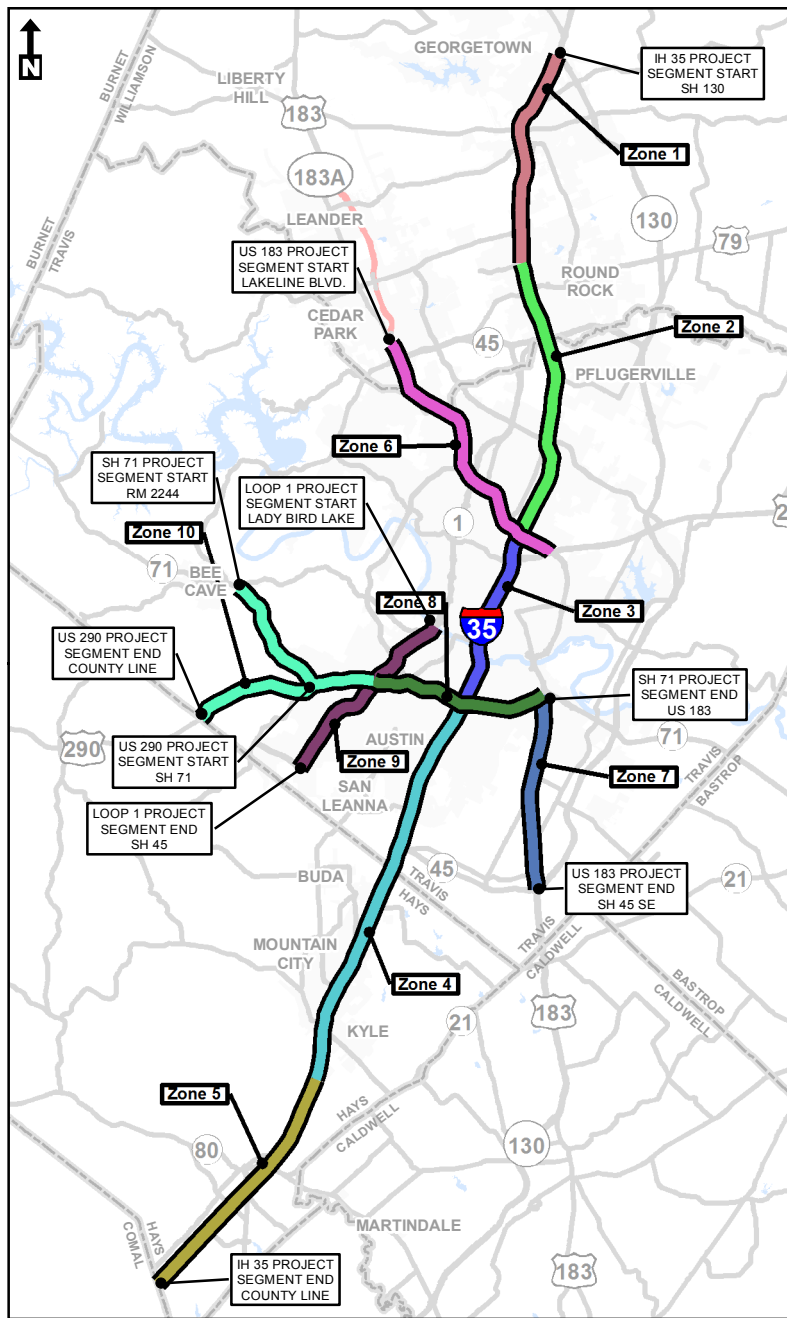 GEORGETOWN
IH 35 PROJECT
SEGMENT START
SH 130
N
BURNET
WILLIAMSON
LIBERTY
HILL
183
Zone 1
183A
LEANDER
130
79
BURNET
TRAVIS
US 183 PROJECT
SEGMENT START
LAKELINE BLVD.
ROUND
ROCK
CEDAR
PARK
45
Zone 2
PFLUGERVILLE
Zone 6
SH 71 PROJECT
SEGMENT START
RM 2244
LOOP 1 PROJECT
SEGMENT START
LADY BIRD LAKE
Zone 10
1
71
BEE
CAVE
Zone 8
Zone 3
35
US 290 PROJECT
SEGMENT END
COUNTY LINE
SH 71 PROJECT
SEGMENT END
US 183
290
US 290 PROJECT
SEGMENT START
SH 71
AUSTIN
71
Zone 9
Zone 7
TRAVIS
BASTROP
SAN
LEANNA
LOOP 1 PROJECT
SEGMENT END
SH 45
BUDA
45
TRAVIS
HAYS
US 183 PROJECT
SEGMENT END
SH 45 SE
21
MOUNTAIN
CITY
TRAVIS
CALDWELL
Zone 4
BASTROP
CALDWELL
183
21
KYLE
Zone 5
HAYS
CALDWELL
80
130
MARTINDALE
HAYS
COMAL
IH 35 PROJECT
SEGMENT END
COUNTY LINE
183